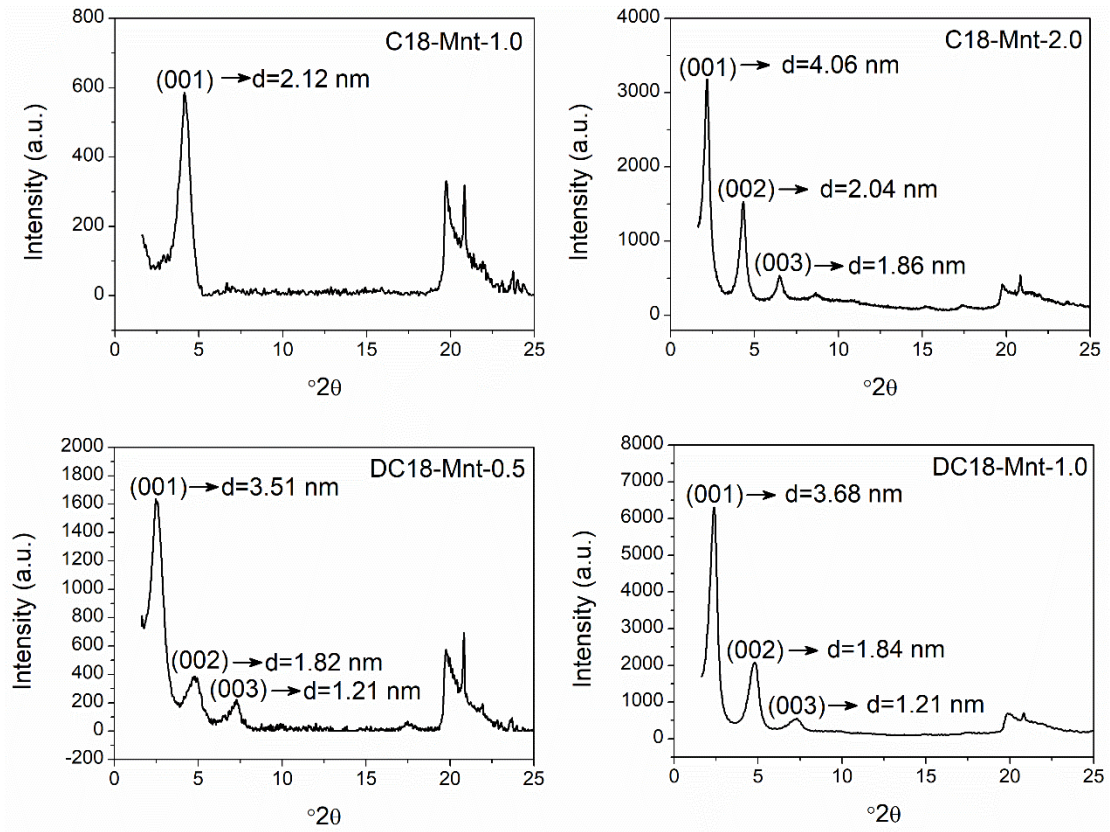 C18-Mnt-1.0
(001) → d=2.12 nm
800
600
400
200
0
Intensity (a.u.)
0 5 10 15 20 25
°2θ
C18-Mnt-2.0
(001) → d=4.06 nm
(002) → d=2.04 nm
(003) → d=1.86 nm
4000
3000
2000
1000
0
Intensity (a.u.)
0 5 10 15 20 25
°2θ
DC18-Mnt-0.5
(001) → d=3.51 nm
(002) → d=1.82 nm
(003) → d=1.21 nm
2000
1800
1600
1400
1200
1000
800
600
400
200
0
-200
Intensity (a.u.)
0 5 10 15 20 25
°2θ
DC18-Mnt-1.0
(001) → d=3.68 nm
(002) → d=1.84 nm
(003) → d=1.21 nm
8000
7000
6000
5000
4000
3000
2000
1000
0
Intensity (a.u.)
0 5 10 15 20 25
°2θ